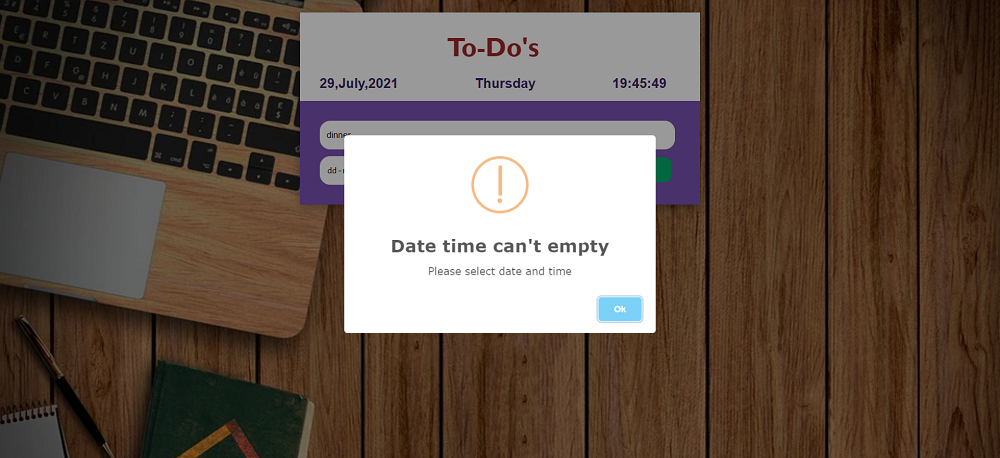 To-Do's
29,July,2021 Thursday 19:45:49
dinner
dd-
Date time can't empty
Please select date and time
Ok